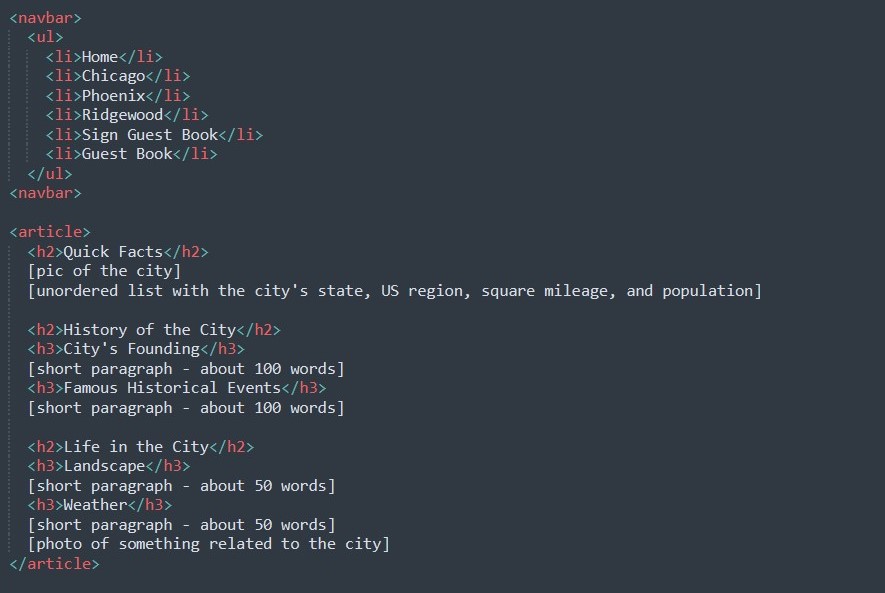 <navbar>
<ul>
<li>Home</li>
<li>Chicago</li>
<li>Phoenix</li>
<li>Ridgewood</li>
<li>Sign Guest Book</li>
<li>Guest Book</li>
</ul>
<navbar>
<article>
<h2>Quick Facts</h2>
[pic of the city]
[unordered list with the city's state, US region, square mileage, and population]
<h2>History of the City</h2>
<h3>City's Founding</h3>
[short paragraph - about 100 words]
<h3>Famous Historical Events</h3>
[short paragraph - about 100 words]
<h2>Life in the City</h2>
<h3>Landscape</h3>
[short paragraph - about 50 words]
<h3>Weather</h3>
[short paragraph - about 50 words]
[photo of something related to the city]
</article>